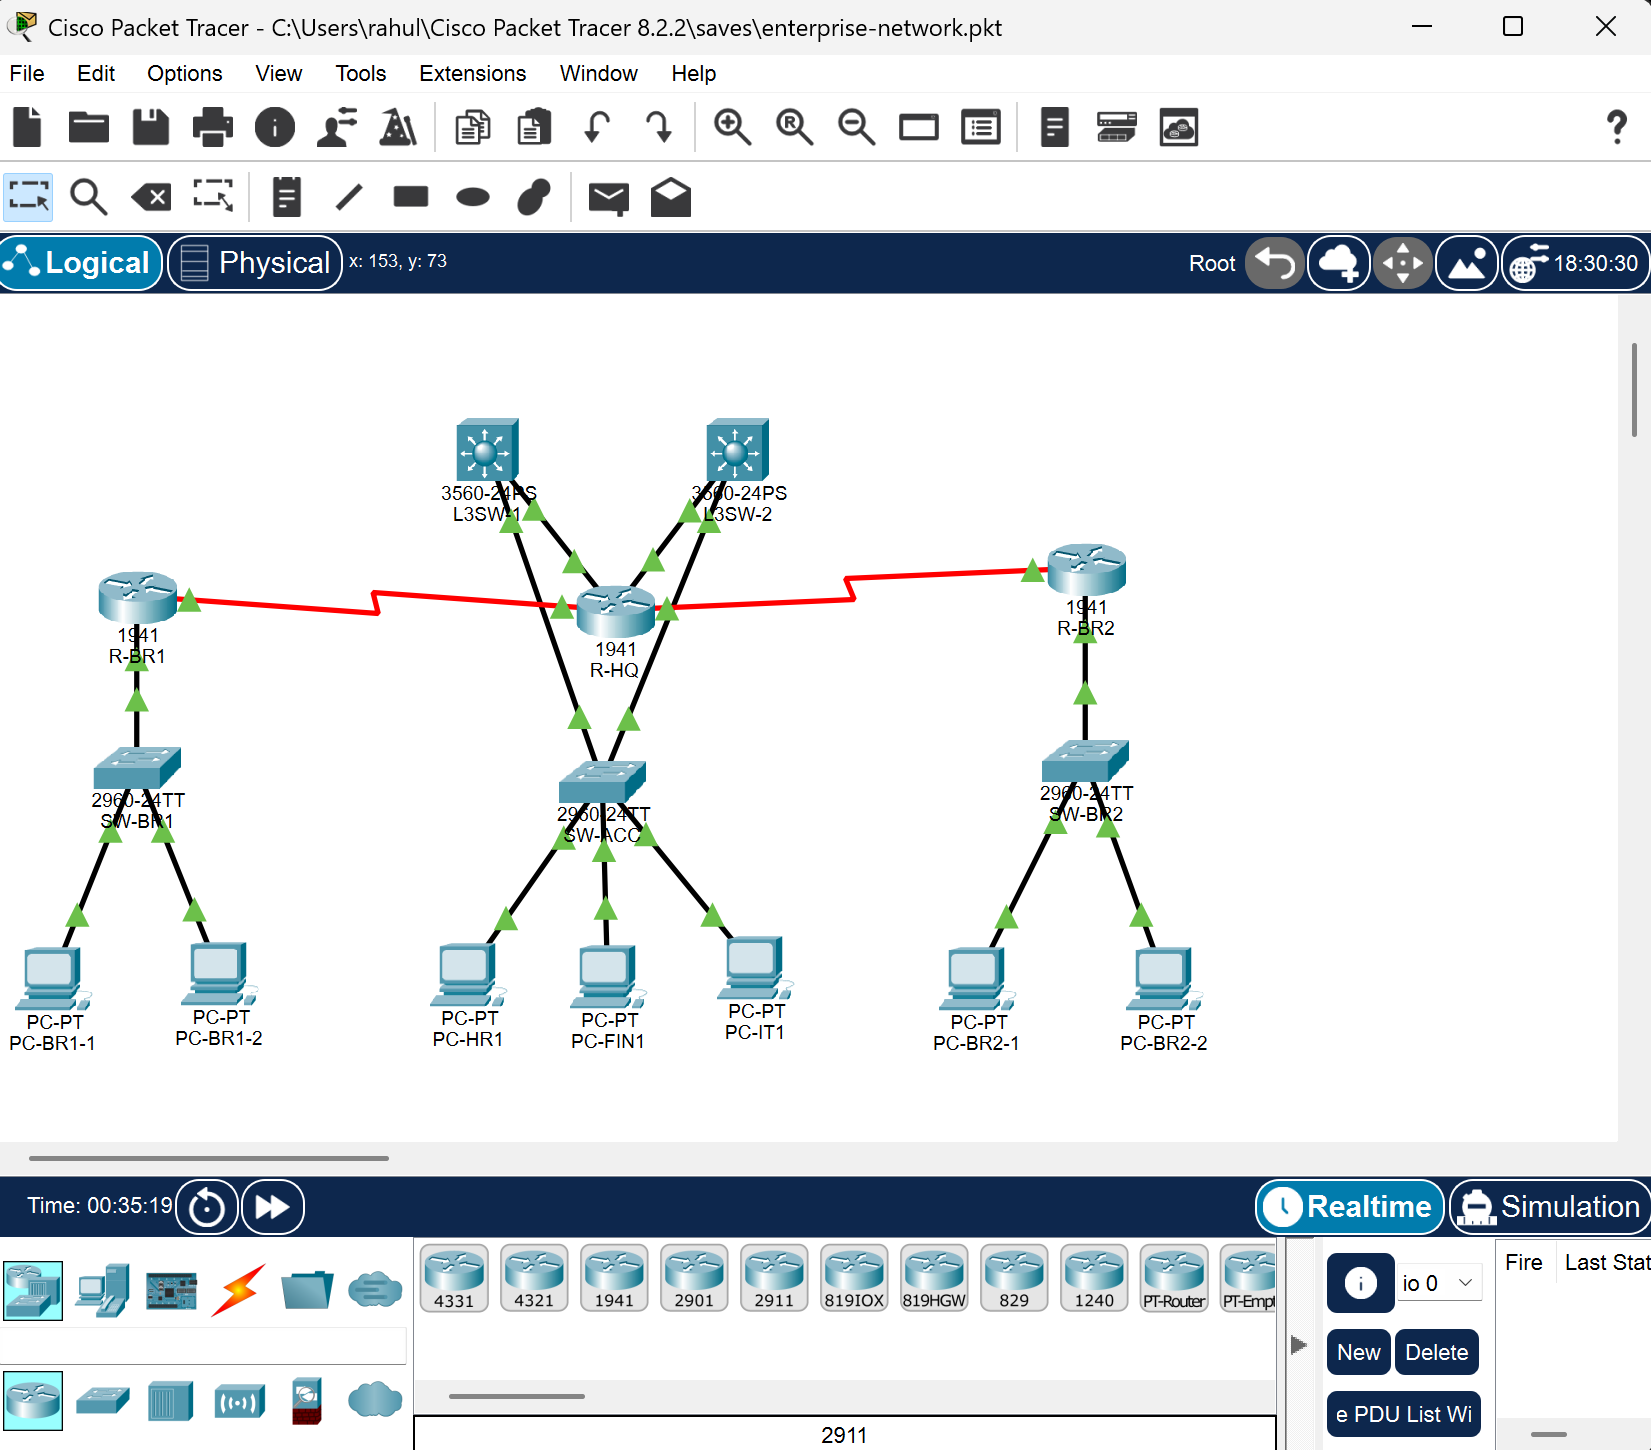 Cisco Packet Tracer - C:\Users\rahul\Cisco Packet Tracer 8.2.2\saves\enterprise-network.pkt
File Edit Options View Tools Extensions Window Help
Logical Physical x: 153, y: 73 Root 18:30:30
3560-24PS
L3SW-1
3560-24PS
L3SW-2
1941
R-BR1
1941
R-HQ
1941
R-BR2
2960-24TT
SW-BR1
2960-24TT
SW-ACC
2960-24TT
SW-BR2
PC-PT
PC-BR1-1
PC-PT
PC-BR1-2
PC-PT
PC-HR1
PC-PT
PC-FIN1
PC-PT
PC-IT1
PC-PT
PC-BR2-1
PC-PT
PC-BR2-2
Time: 00:35:19 Realtime Simulation
4331 4321 1941 2901 2911 819IOX 819HGW 829 1240 PT-Router PT-Empt
2911
io 0
New Delete
e PDU List Wi
Fire Last Stat